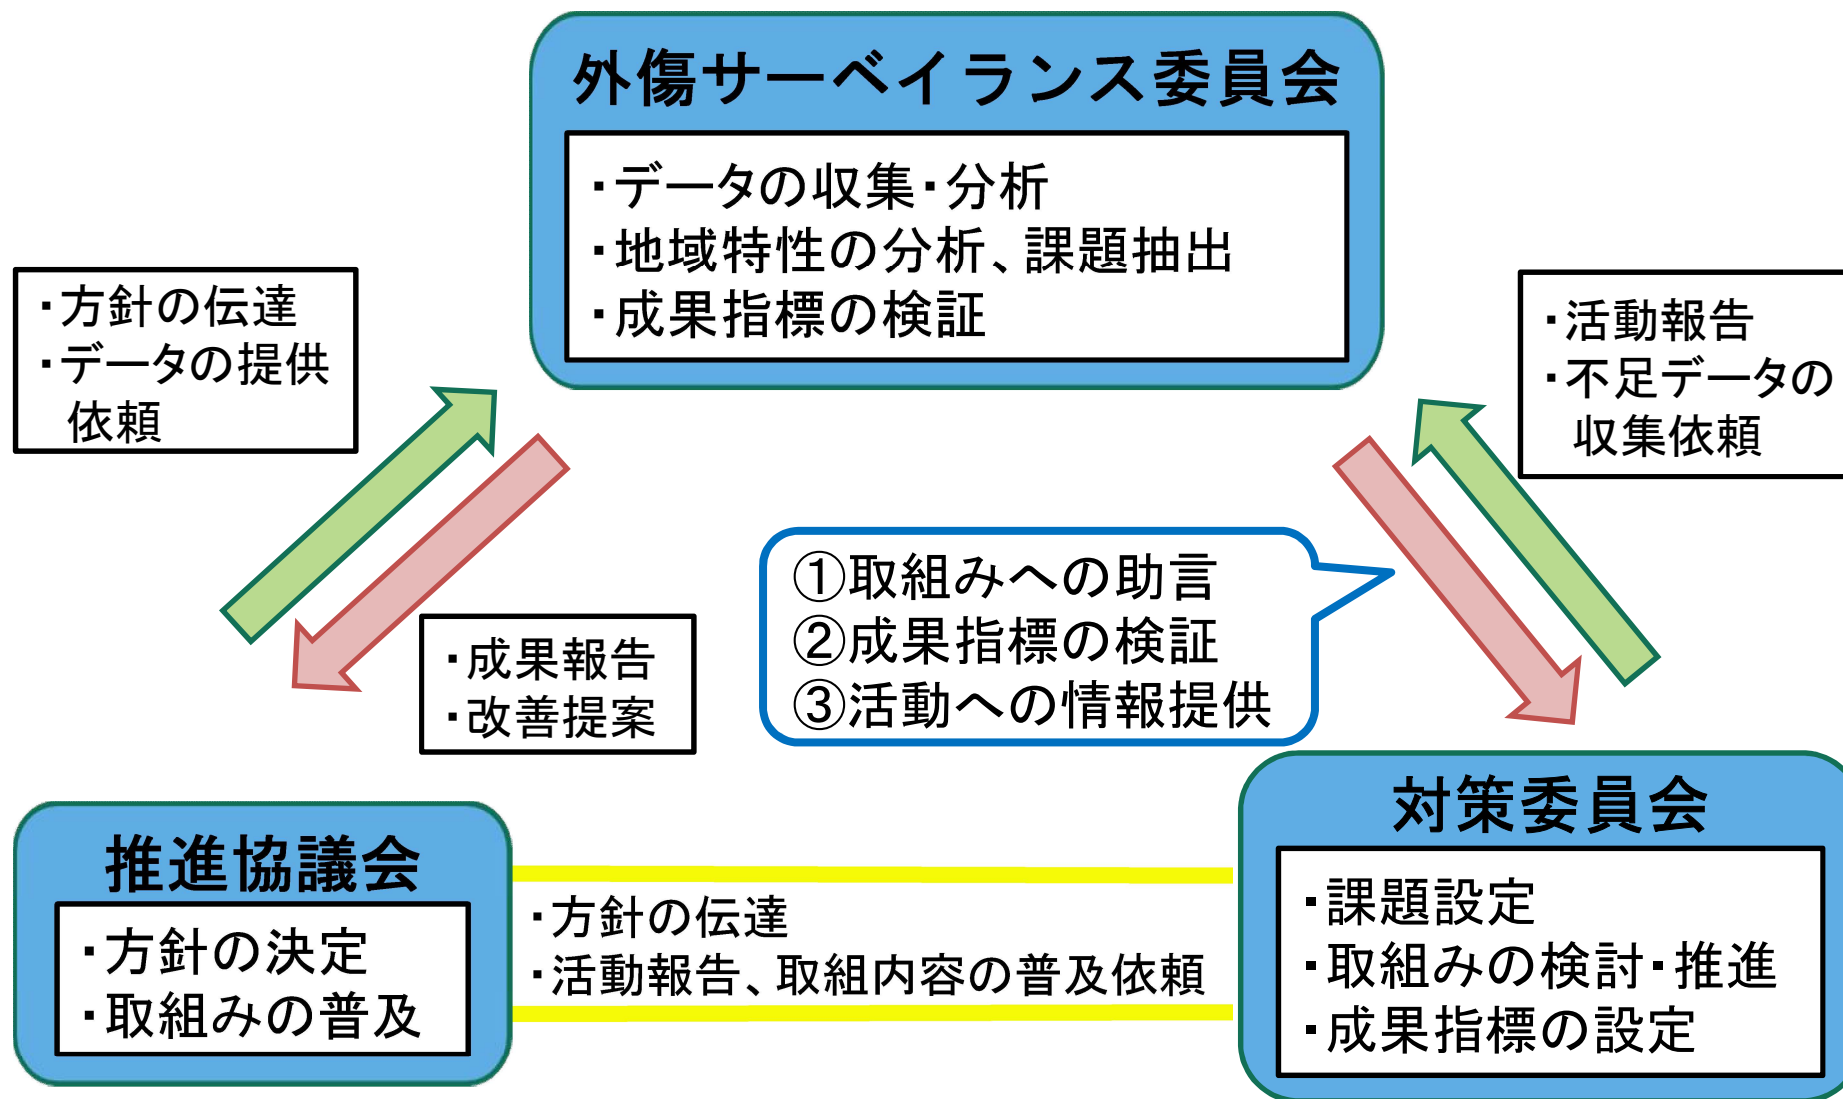 外傷サーベイランス委員会
・データの収集・分析
・地域特性の分析、課題抽出
・成果指標の検証
・方針の伝達
・データの提供
依頼
・活動報告
・不足データの
収集依頼
①取組みへの助言
②成果指標の検証
③活動への情報提供
・成果報告
・改善提案
推進協議会
・方針の決定
・取組みの普及
・方針の伝達
・活動報告、取組内容の普及依頼
対策委員会
・課題設定
・取組みの検討・推進
・成果指標の設定